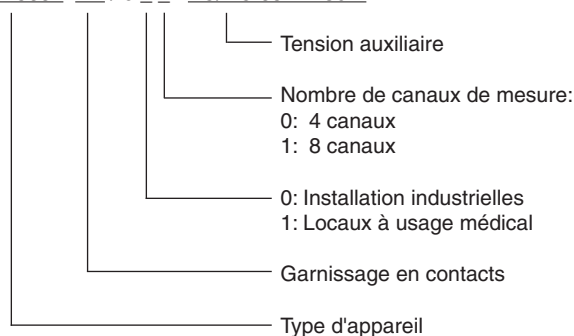 Tension auxiliaire
Nombre de canaux de mesure:
0: 4 canaux
1: 8 canaux
0: Installation industrielles
1: Locaux à usage médical
Garnissage en contacts
Type d'appareil